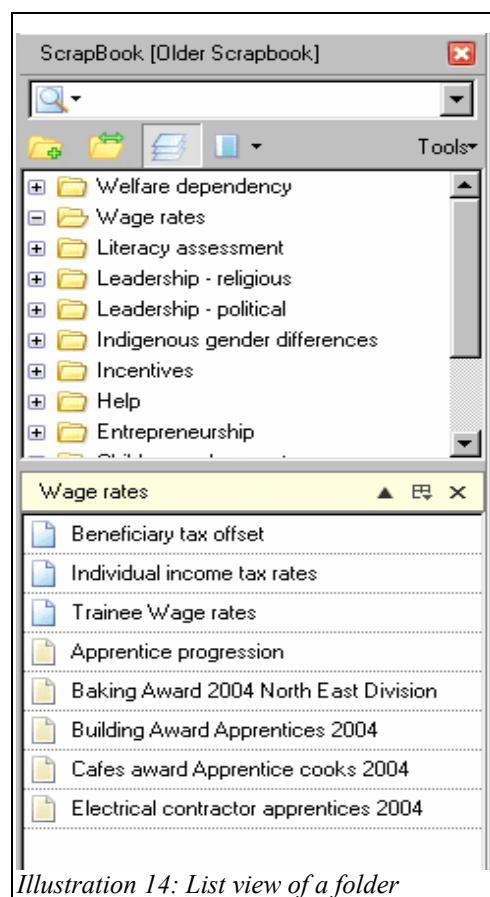 ScrapBook [Older Scrapbook]
Tools
Welfare dependency
Wage rates
Literacy assessment
Leadership - religious
Leadership - political
Indigenous gender differences
Incentives
Help
Entrepreneurship
Wage rates
Beneficiary tax offset
Individual income tax rates
Trainee Wage rates
Apprentice progression
Baking Award 2004 North East Division
Building Award Apprentices 2004
Cafes award Apprentice cooks 2004
Electrical contractor apprentices 2004
Illustration 14: List view of a folder